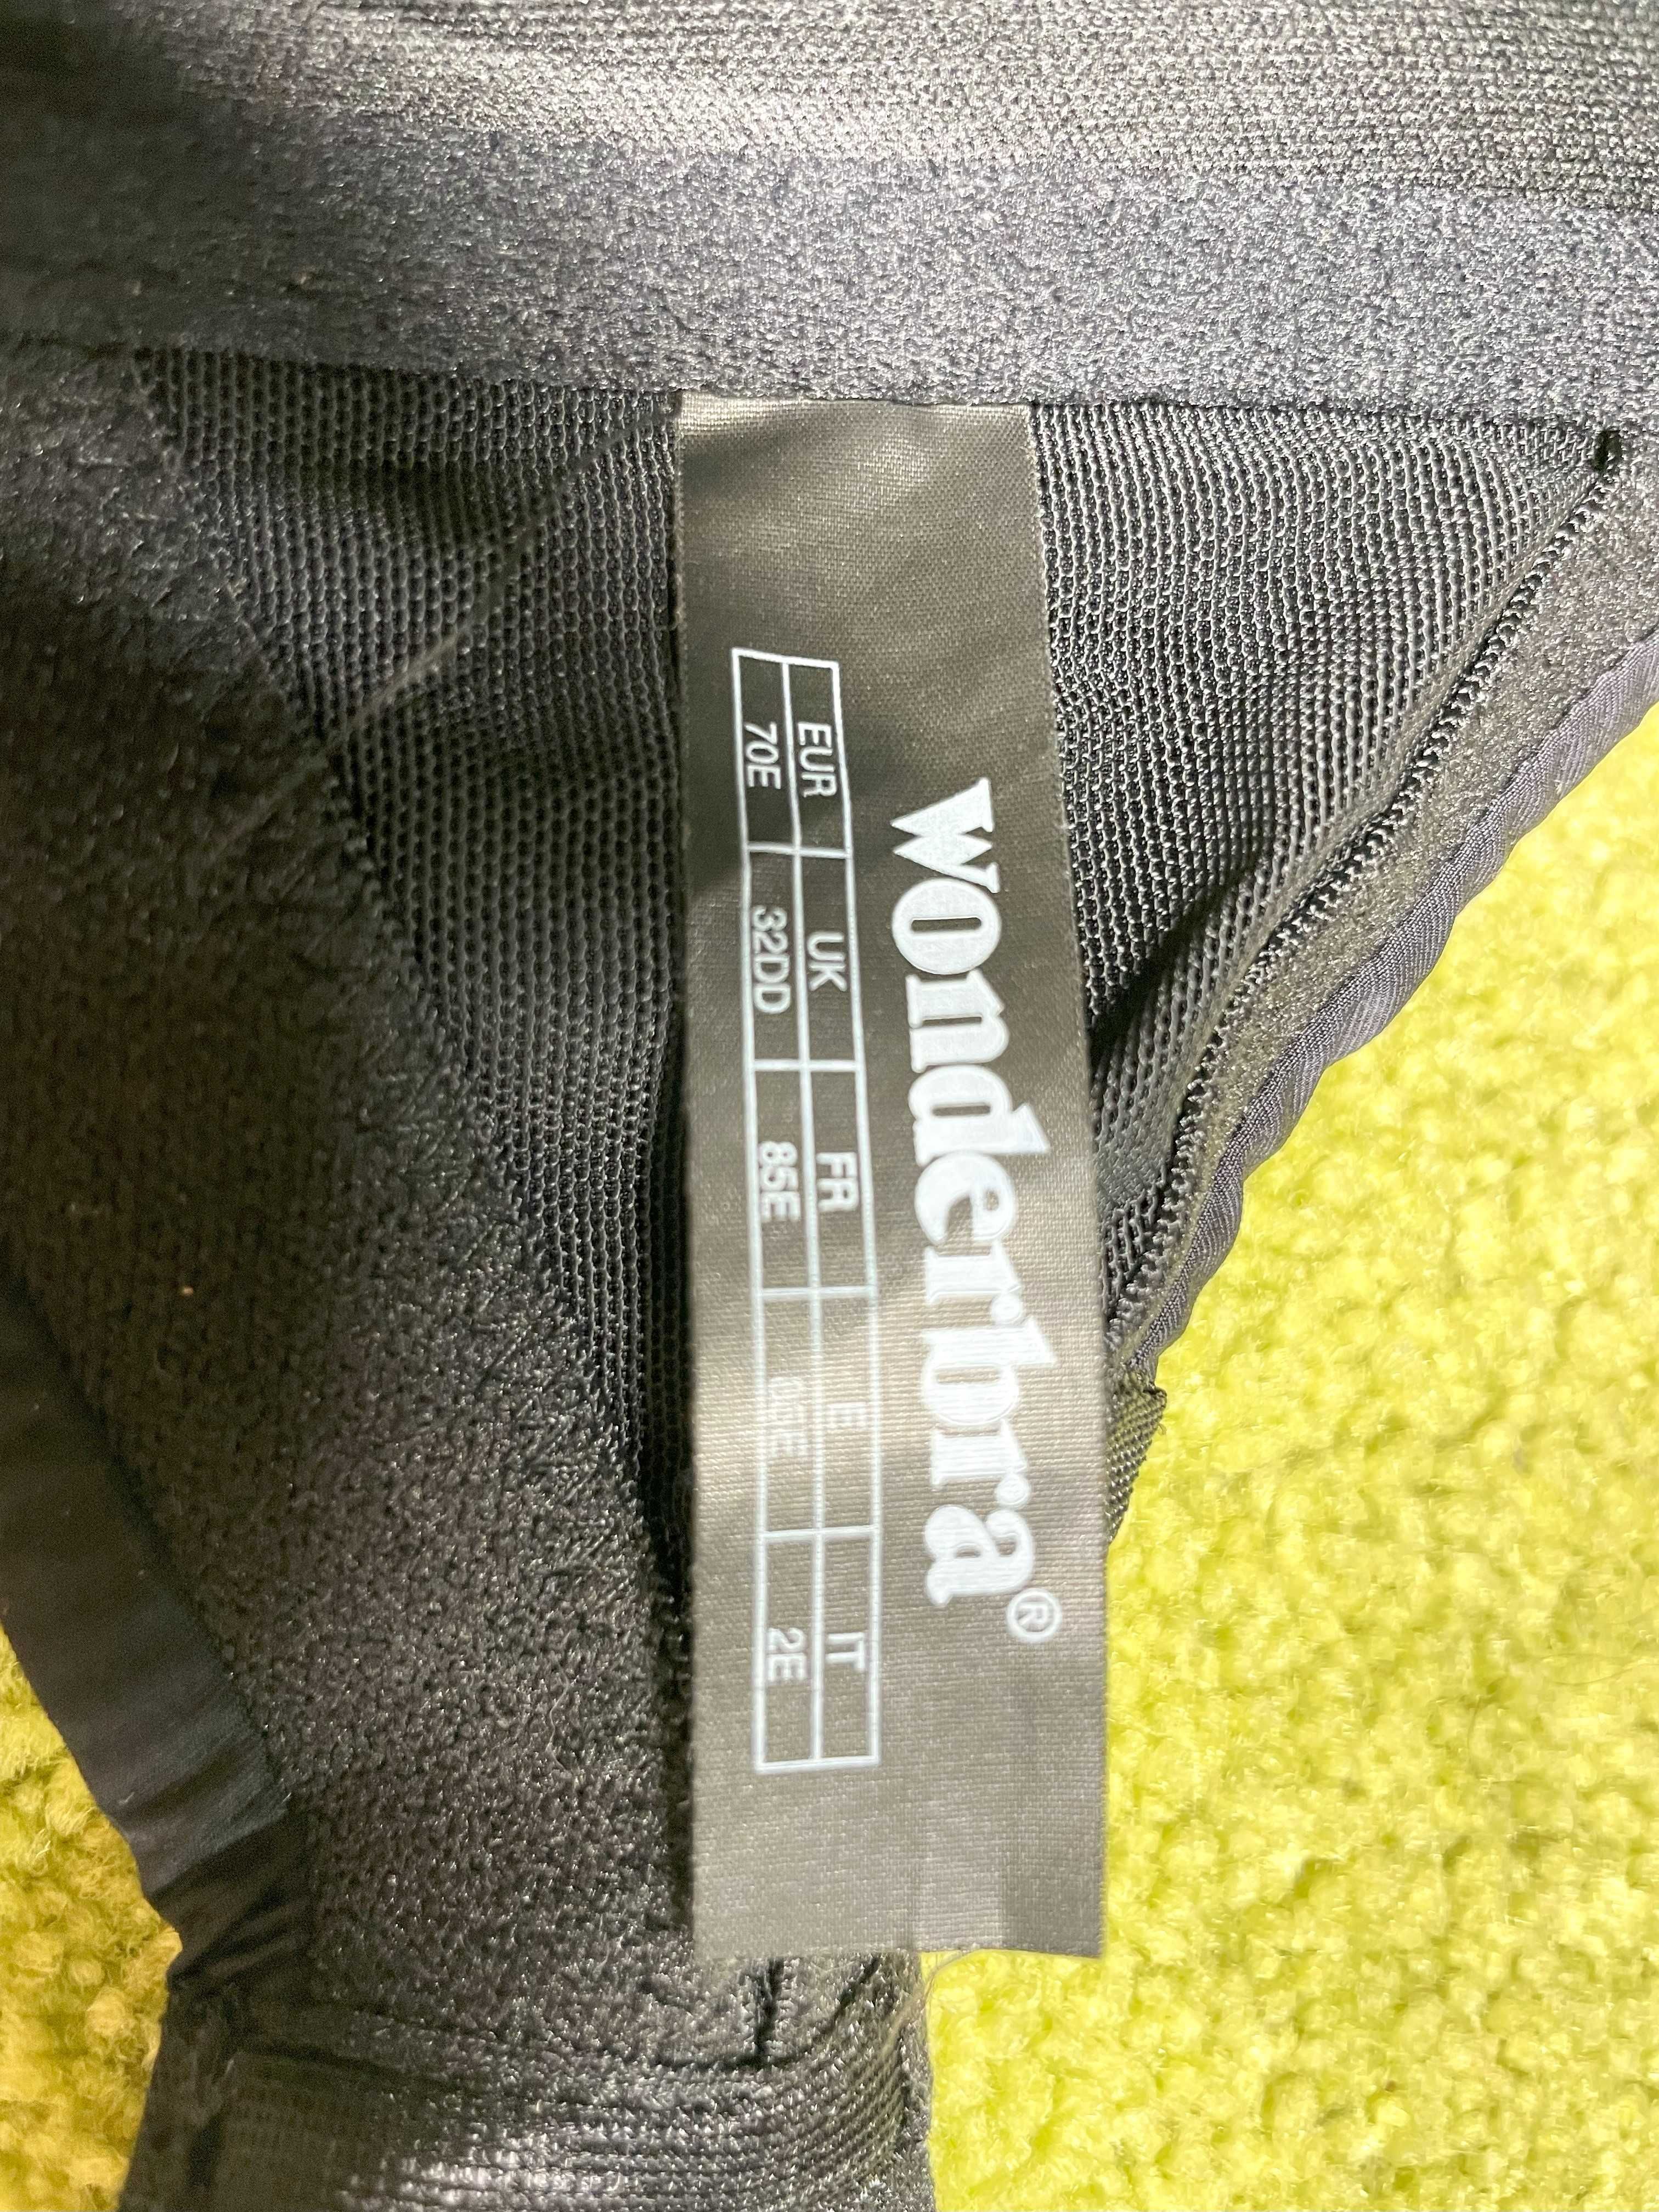 wonderbra®
EUR UK FR E IT
70E 32DD 85E 2E